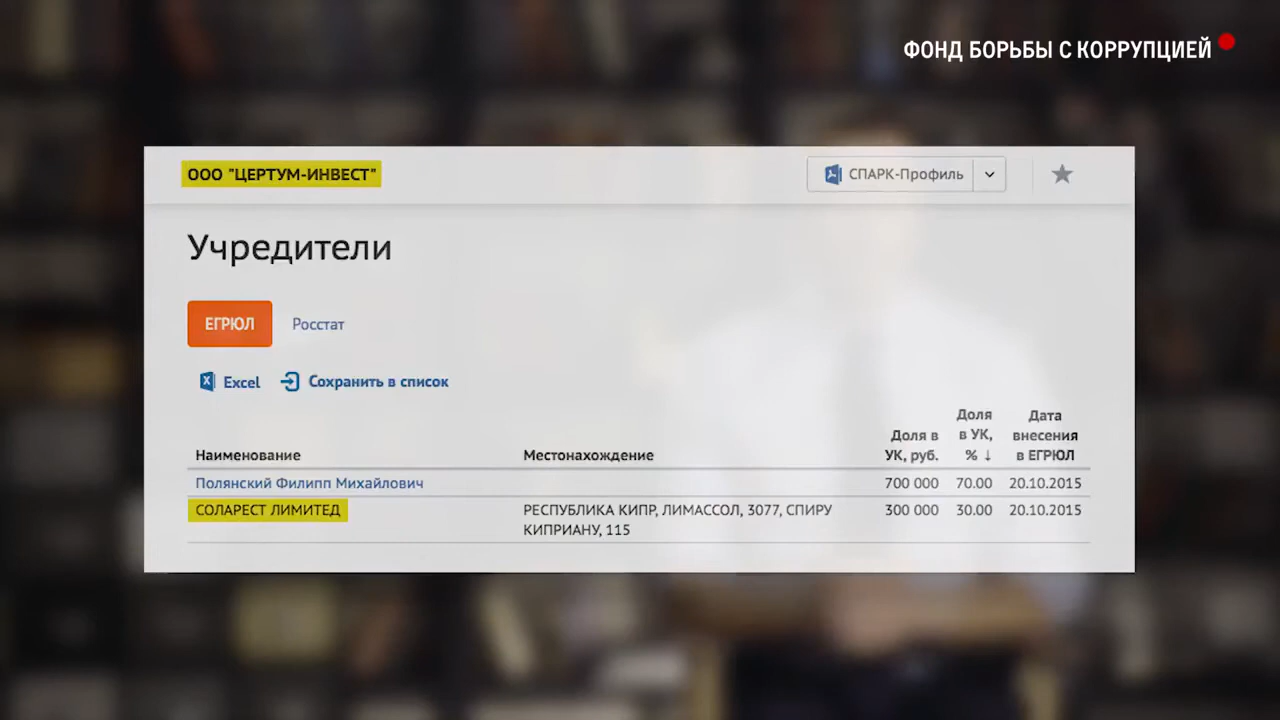 ФОНД БОРЬБЫ С КОРРУПЦИЕЙ
ООО "ЦЕРТУМ-ИНВЕСТ"
СПАРК-Профиль
Учредители
ЕГРЮЛ Росстат
Excel Сохранить в список
Наименование Местонахождение Доля в УК, руб. Доля в УК, % ↓ Дата внесения в ЕГРЮЛ
Полянский Филипп Михайлович 700 000 70.00 20.10.2015
СОЛАРЕСТ ЛИМИТЕД РЕСПУБЛИКА КИПР, ЛИМАССОЛ, 3077, СПИРУ 300 000 30.00 20.10.2015
КИПРИАНУ, 115